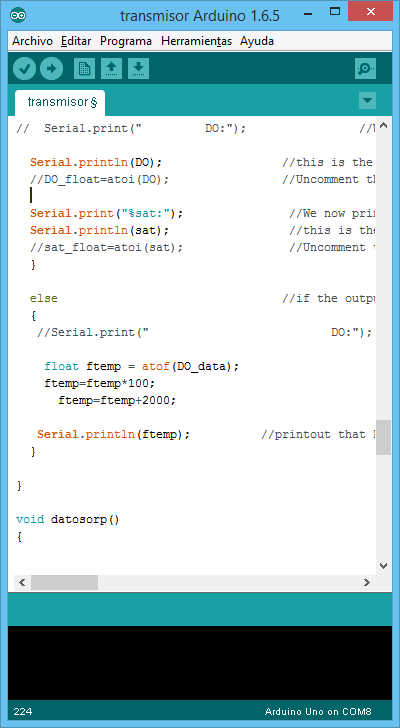 transmisor Arduino 1.6.5
Archivo Editar Programa Herramientas Ayuda
transmisor §
//  Serial.print("         DO:");                //
Serial.println(DO);                 //this is the
//DO_float=atoi(DO);                //Uncomment th
Serial.print("%sat:");               //We now prin
Serial.println(sat);                 //this is the
//sat_float=atoi(sat);               //Uncomment
}
else                                //if the outpu
{
//Serial.print("                          DO:");
float ftemp = atof(DO_data);
ftemp=ftemp*100;
ftemp=ftemp+2000;
Serial.println(ftemp);          //printout that
}
}
void datosorp()
{
224
Arduino Uno on COM8